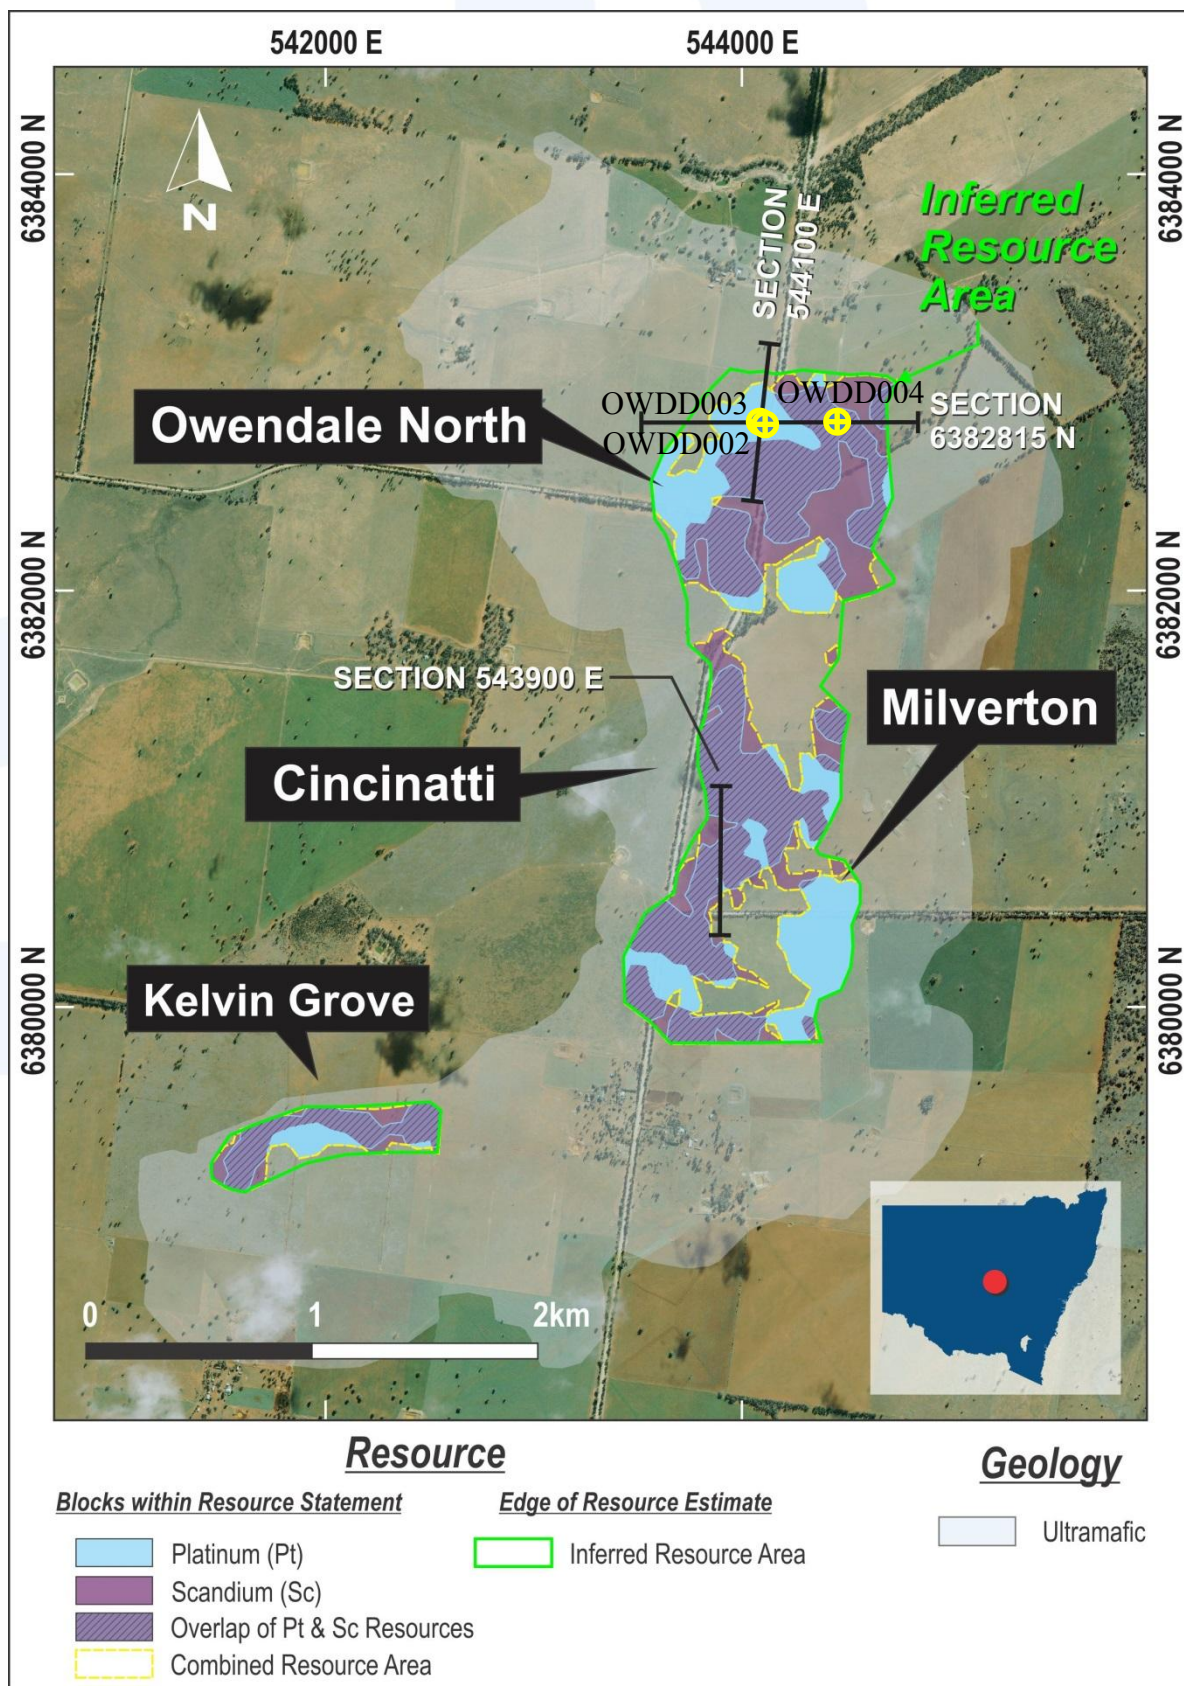 542000 E
544000 E
6384000 N
6384000 N
N
SECTION
544100 E
Inferred
Resource
Area
Owendale North
OWDD003
OWDD004
OWDD002
SECTION
6382815 N
6382000 N
6382000 N
SECTION 543900 E
Milverton
Cincinatti
Kelvin Grove
6380000 N
6380000 N
0
1
2km
Resource
Geology
Blocks within Resource Statement
Edge of Resource Estimate
Platinum (Pt)
Inferred Resource Area
Ultramafic
Scandium (Sc)
Overlap of Pt & Sc Resources
Combined Resource Area